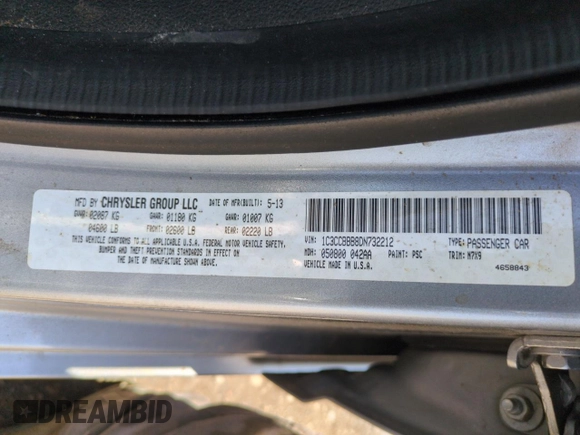 MFD BY CHRYSLER GROUP LLC DATE OF MFR(BUILT): 5-13
GVWR: 02087 KG GAWR: 01180 KG GAWR: 01007 KG
04600 LB FRONT: 02600 LB REAR: 02220 LB
THIS VEHICLE CONFORMS TO ALL APPLICABLE U.S.A. FEDERAL MOTOR VEHICLE SAFETY,
BUMPER AND THEFT PREVENTION STANDARDS IN EFFECT ON
THE DATE OF MANUFACTURE SHOWN ABOVE.
VIN: 1C3CCBBB8DN732212 TYPE: PASSENGER CAR
MDH: 050800 042AA PAINT: PSC TRIM: M7X9
VEHICLE MADE IN U.S.A. 4658843
DREAMBID